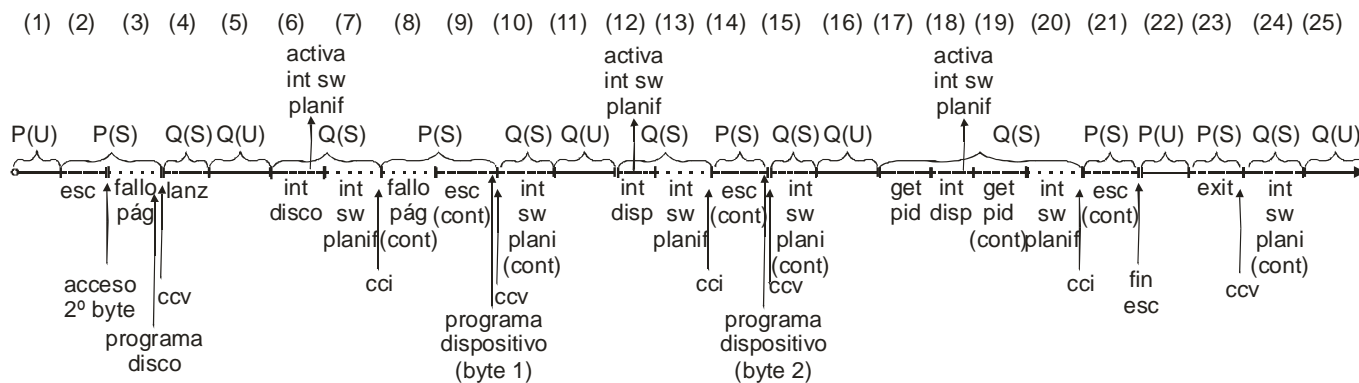 (1) (2) (3) (4) (5) (6) (7) (8) (9) (10) (11) (12) (13) (14) (15) (16) (17) (18) (19) (20) (21) (22) (23) (24) (25)
activa activa activa
int sw int sw int sw
planif planif planif
P(U) P(S) Q(S) Q(U) Q(S) P(S) Q(S) Q(U) Q(S) P(S) Q(S) Q(U) Q(S) P(S) P(U) P(S) Q(S) Q(U)
esc fallo lanz int int fallo esc int int int esc int get int get int esc exit int
pág disco sw pág (cont) sw disp sw (cont) sw pid disp pid sw (cont) sw
planif (cont) plani planif plani (cont) planif plani
(cont) (cont) (cont)
acceso ccv cci ccv cci ccv cci fin ccv
2º byte programa programa esc
programa dispositivo dispositivo
disco (byte 1) (byte 2)